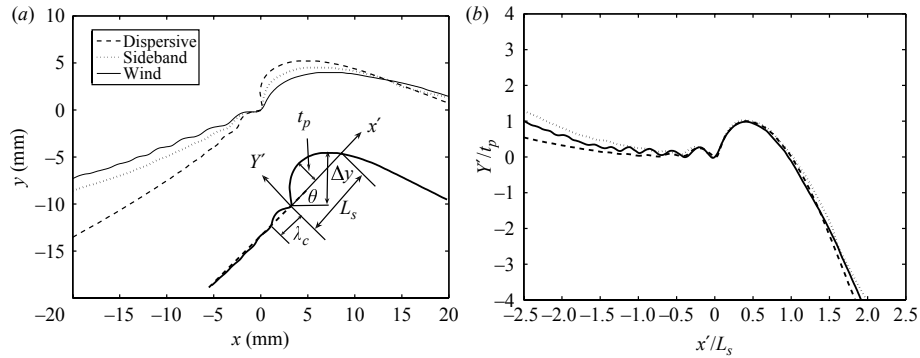 (a)
Dispersive
Sideband
Wind
10
5
0
−5
−10
−15
−20
−10
0
5
10
15
20
y (mm)
x (mm)
t_p
x′
Y′
Δy
θ
L_s
λ_c
(b)
4
3
2
1
0
−1
−2
−3
−4
−2.5
−2.0
−1.5
−1.0
−0.5
0
0.5
1.0
1.5
2.0
2.5
Y′/t_p
x′/L_s